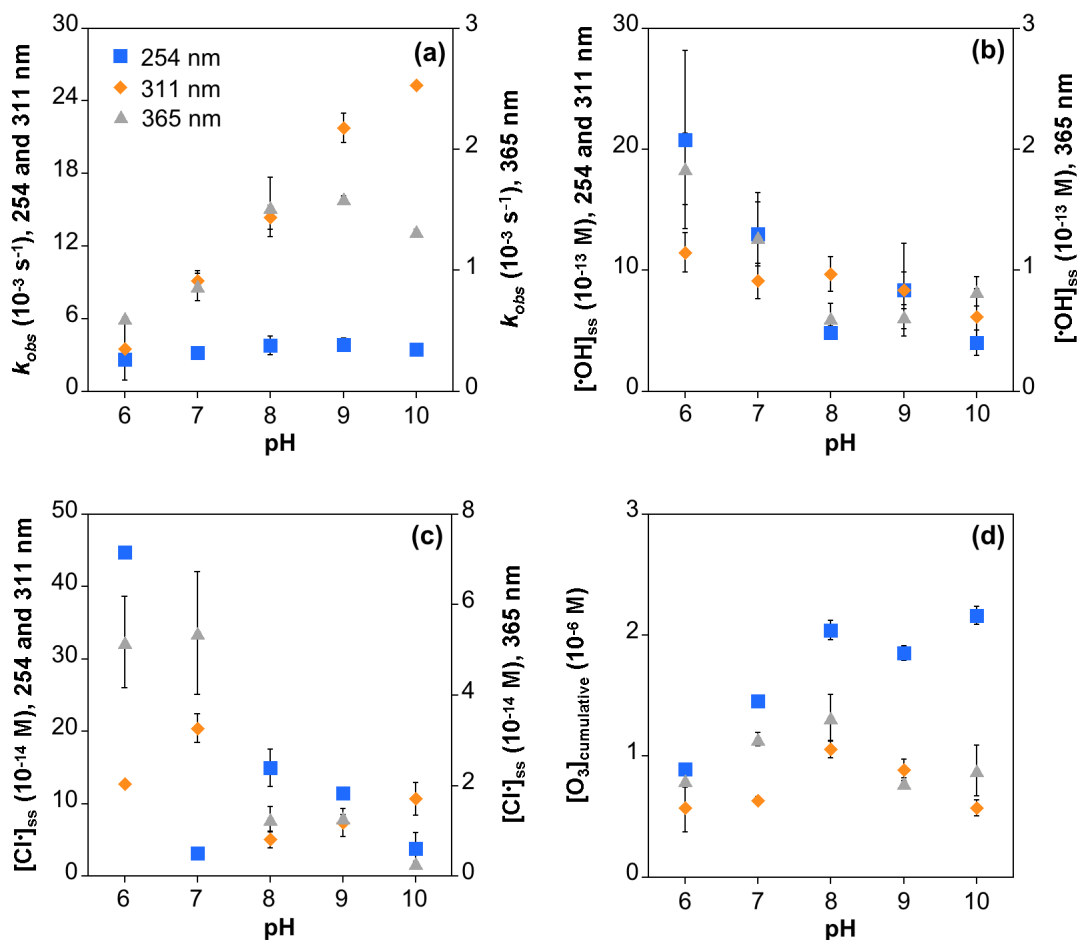 (a)
254 nm
311 nm
365 nm
30
24
18
12
6
0
3
2
1
0
6 7 8 9 10
pH
k_obs (10⁻³ s⁻¹), 254 and 311 nm
k_obs (10⁻³ s⁻¹), 365 nm
(b)
30
20
10
0
3
2
1
0
6 7 8 9 10
pH
[·OH]ss (10⁻¹³ M), 254 and 311 nm
[·OH]ss (10⁻¹³ M), 365 nm
(c)
50
40
30
20
10
0
8
6
4
2
0
6 7 8 9 10
pH
[Cl·]ss (10⁻¹⁴ M), 254 and 311 nm
[Cl·]ss (10⁻¹⁴ M), 365 nm
(d)
3
2
1
0
6 7 8 9 10
pH
[O₃]cumulative (10⁻⁶ M)